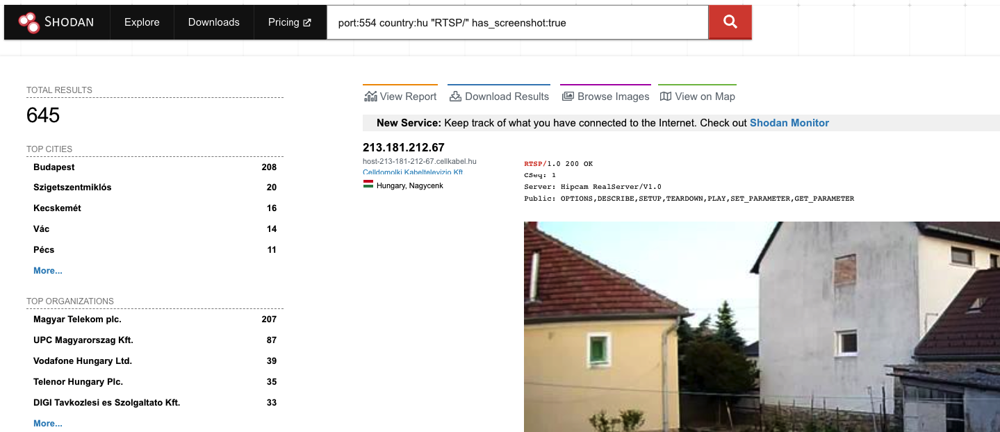 SHODAN
Explore
Downloads
Pricing
port:554 country:hu "RTSP/" has_screenshot:true
TOTAL RESULTS
645
TOP CITIES
Budapest 208
Szigetszentmiklós 20
Kecskemét 16
Vác 14
Pécs 11
More...
TOP ORGANIZATIONS
Magyar Telekom plc. 207
UPC Magyarorszag Kft. 87
Vodafone Hungary Ltd. 39
Telenor Hungary Plc. 35
DIGI Tavkozlesi es Szolgaltato Kft. 33
More...
View Report
Download Results
Browse Images
View on Map
New Service: Keep track of what you have connected to the Internet. Check out Shodan Monitor
213.181.212.67
host-213-181-212-67.cellkabel.hu
Celldomolki Kabeltelevizio Kft
Hungary, Nagycenk
RTSP/1.0 200 OK
CSeq: 1
Server: Hipcam RealServer/V1.0
Public: OPTIONS,DESCRIBE,SETUP,TEARDOWN,PLAY,SET_PARAMETER,GET_PARAMETER